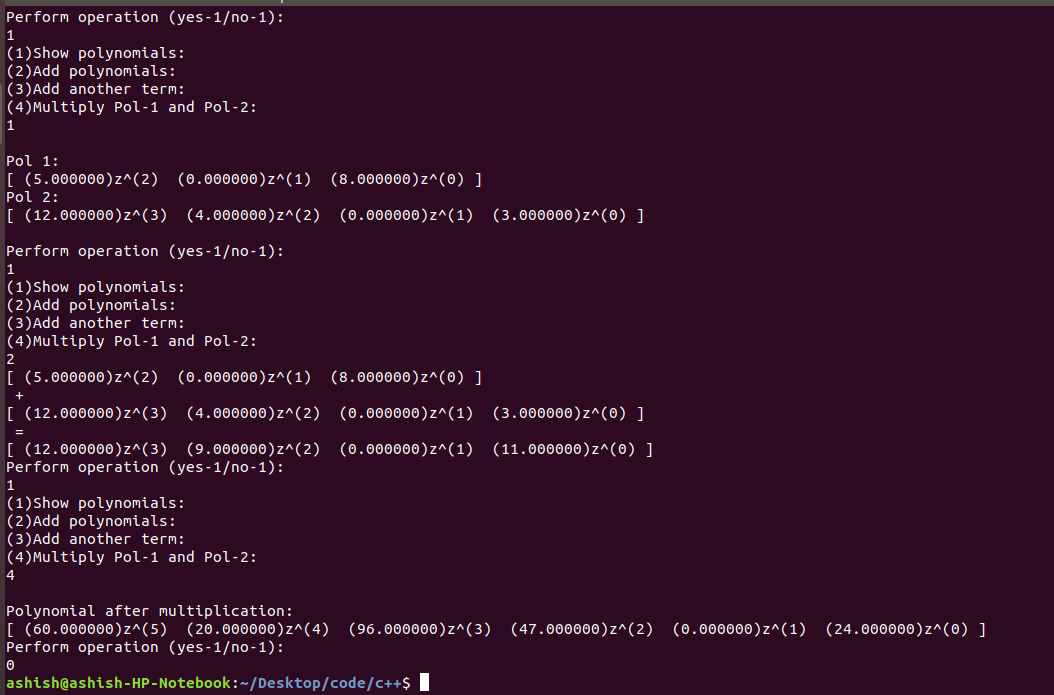 Perform operation (yes-1/no-1):
1
(1)Show polynomials:
(2)Add polynomials:
(3)Add another term:
(4)Multiply Pol-1 and Pol-2:
1
Pol 1:
[ (5.000000)z^(2)  (0.000000)z^(1)  (8.000000)z^(0) ]
Pol 2:
[ (12.000000)z^(3)  (4.000000)z^(2)  (0.000000)z^(1)  (3.000000)z^(0) ]
Perform operation (yes-1/no-1):
1
(1)Show polynomials:
(2)Add polynomials:
(3)Add another term:
(4)Multiply Pol-1 and Pol-2:
2
[ (5.000000)z^(2)  (0.000000)z^(1)  (8.000000)z^(0) ]
+
[ (12.000000)z^(3)  (4.000000)z^(2)  (0.000000)z^(1)  (3.000000)z^(0) ]
=
[ (12.000000)z^(3)  (9.000000)z^(2)  (0.000000)z^(1)  (11.000000)z^(0) ]
Perform operation (yes-1/no-1):
1
(1)Show polynomials:
(2)Add polynomials:
(3)Add another term:
(4)Multiply Pol-1 and Pol-2:
4
Polynomial after multiplication:
[ (60.000000)z^(5)  (20.000000)z^(4)  (96.000000)z^(3)  (47.000000)z^(2)  (0.000000)z^(1)  (24.000000)z^(0) ]
Perform operation (yes-1/no-1):
0
ashish@ashish-HP-Notebook:~/Desktop/code/c++$